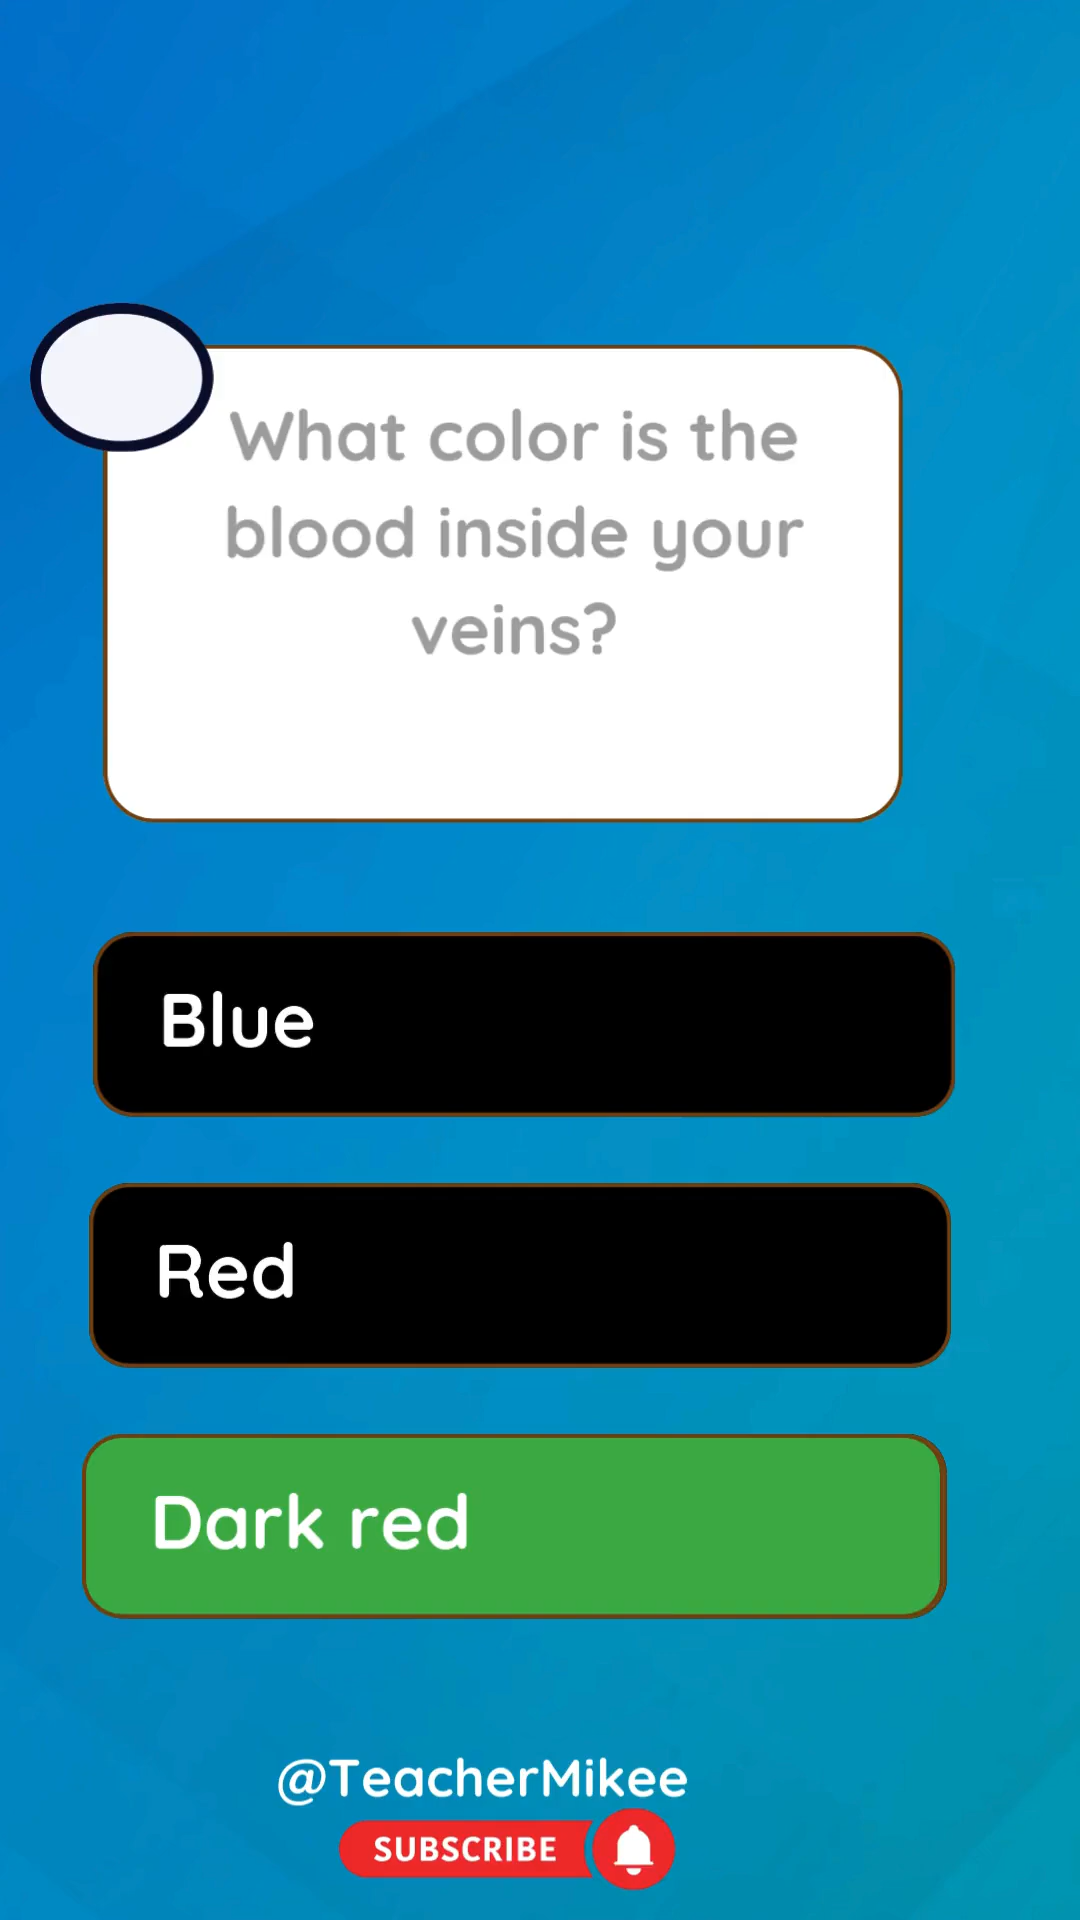 What color is the
blood inside your
veins?
Blue
Red
Dark red
@TeacherMikee
SUBSCRIBE